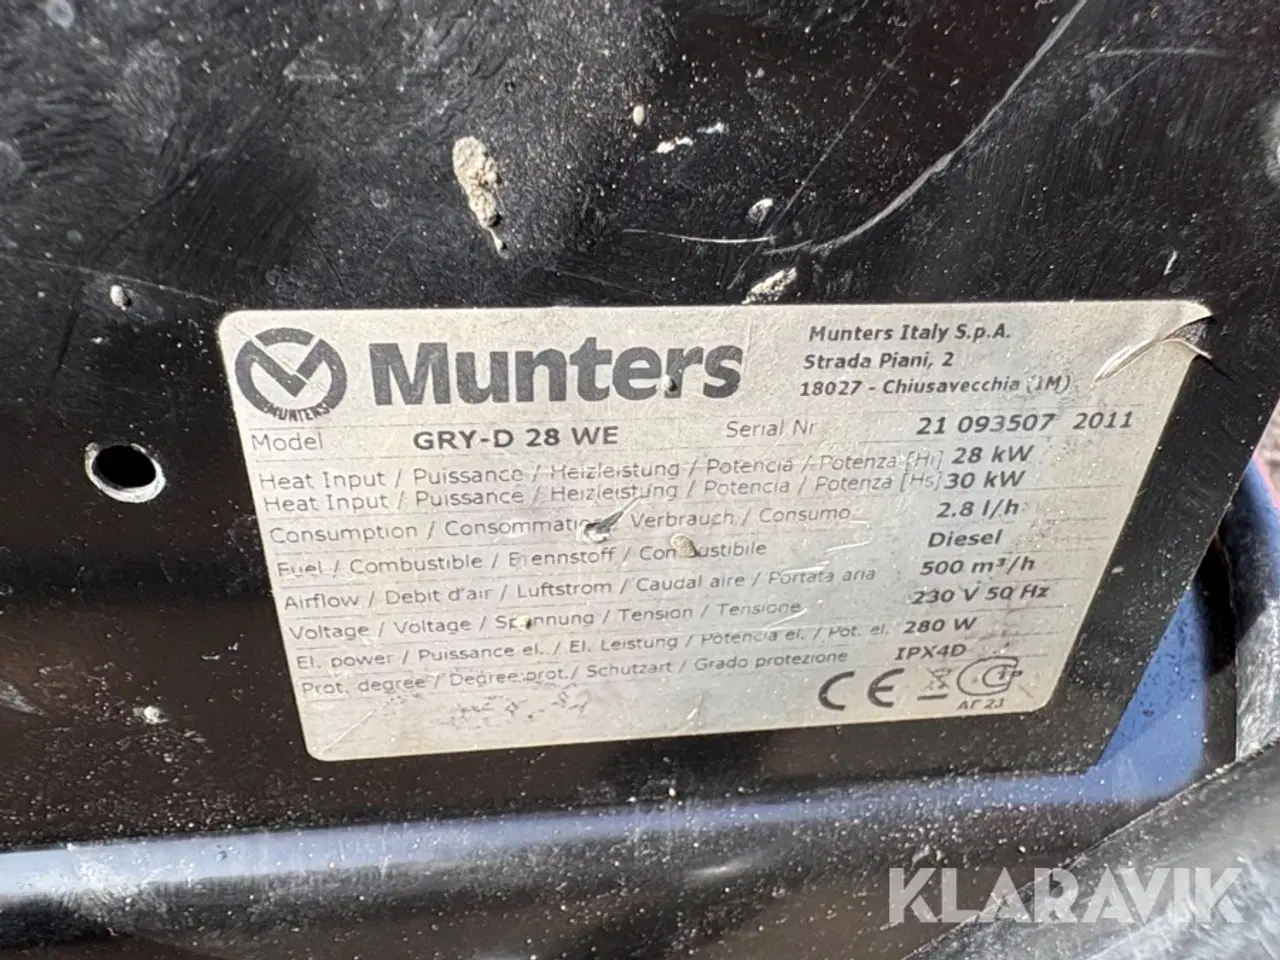 MUNTERS
Munters
Munters Italy S.p.A.
Strada Piani, 2
18027 - Chiusavecchia (IM)
Model GRY-D 28 WE Serial Nr 21 093507 2011
Heat Input / Puissance / Heizleistung / Potencia / Potenza [Hi] 28 kW
Heat Input / Puissance / Heizleistung / Potencia / Potenza [Hs] 30 kW
Consumption / Consommation / Verbrauch / Consumo 2.8 l/h
Fuel / Combustible / Brennstoff / Combustibile Diesel
Airflow / Debit d'air / Luftstrom / Caudal aire / Portata aria 500 m³/h
Voltage / Voltage / Spannung / Tension / Tensione 230 V 50 Hz
El. power / Puissance el. / El. Leistung / Potencia el. / Pot. el. 280 W
Prot. degree / Degree prot. / Schutzart / Grado protezione IPX4D
CE
KLARAVIK